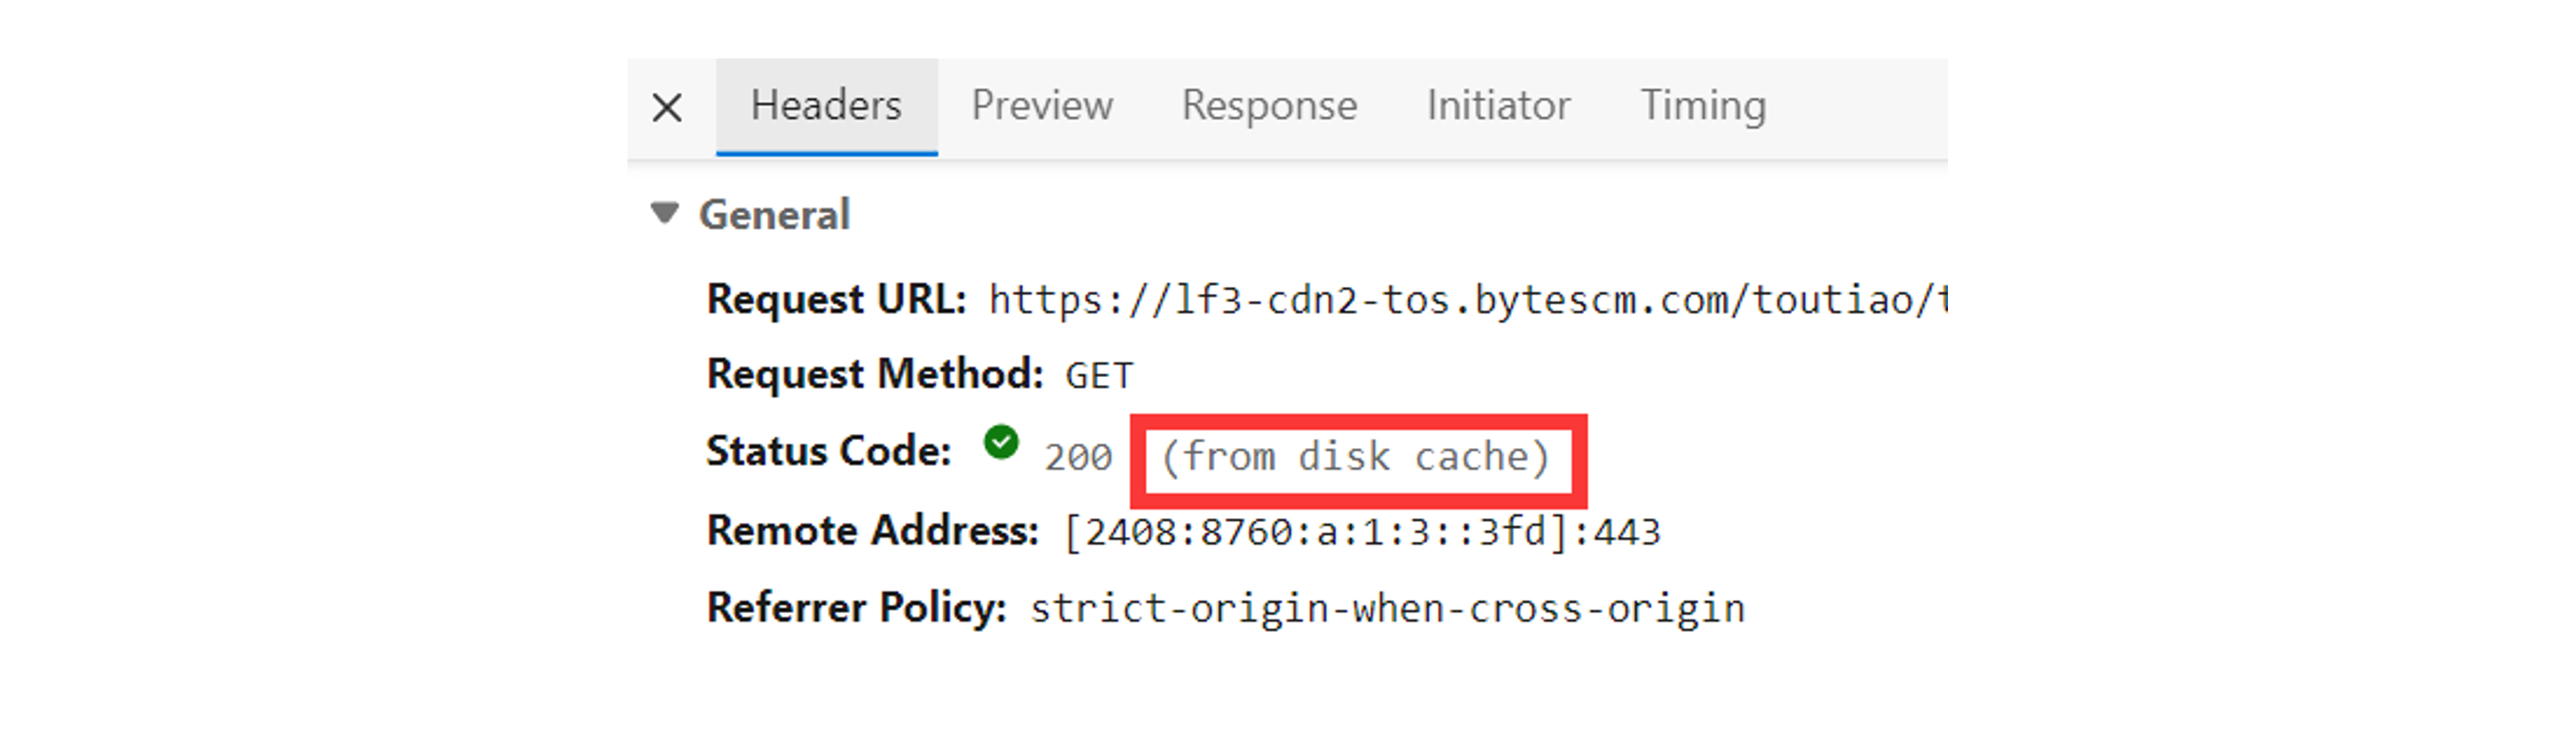 Headers Preview Response Initiator Timing
General
Request URL: https://lf3-cdn2-tos.bytescm.com/toutiao/t
Request Method: GET
Status Code: 200 (from disk cache)
Remote Address: [2408:8760:a:1:3::3fd]:443
Referrer Policy: strict-origin-when-cross-origin